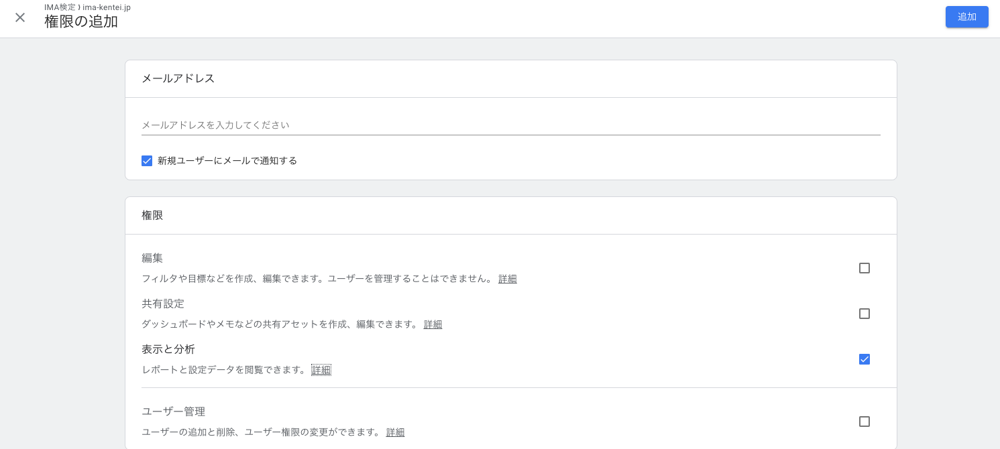 IMA検定 › ima-kentei.jp
権限の追加
追加
メールアドレス
メールアドレスを入力してください
新規ユーザーにメールで通知する
権限
編集
フィルタや目標などを作成、編集できます。ユーザーを管理することはできません。 詳細
共有設定
ダッシュボードやメモなどの共有アセットを作成、編集できます。 詳細
表示と分析
レポートと設定データを閲覧できます。 詳細
ユーザー管理
ユーザーの追加と削除、ユーザー権限の変更ができます。 詳細